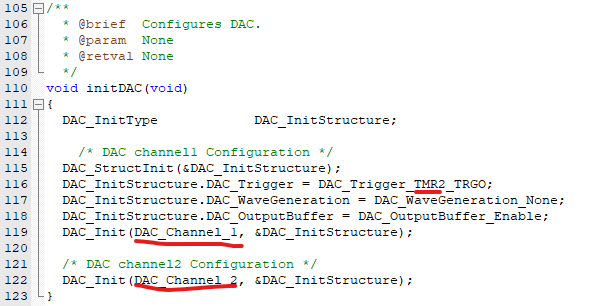 105 /**
106 * @brief Configures DAC.
107 * @param None
108 * @retval None
109 */
110 void initDAC(void)
111 {
112 DAC_InitType DAC_InitStructure;
113
114 /* DAC channel1 Configuration */
115 DAC_StructInit(&DAC_InitStructure);
116 DAC_InitStructure.DAC_Trigger = DAC_Trigger_TMR2_TRGO;
117 DAC_InitStructure.DAC_WaveGeneration = DAC_WaveGeneration_None;
118 DAC_InitStructure.DAC_OutputBuffer = DAC_OutputBuffer_Enable;
119 DAC_Init(DAC_Channel_1, &DAC_InitStructure);
120
121 /* DAC channel2 Configuration */
122 DAC_Init(DAC_Channel_2, &DAC_InitStructure);
123 }